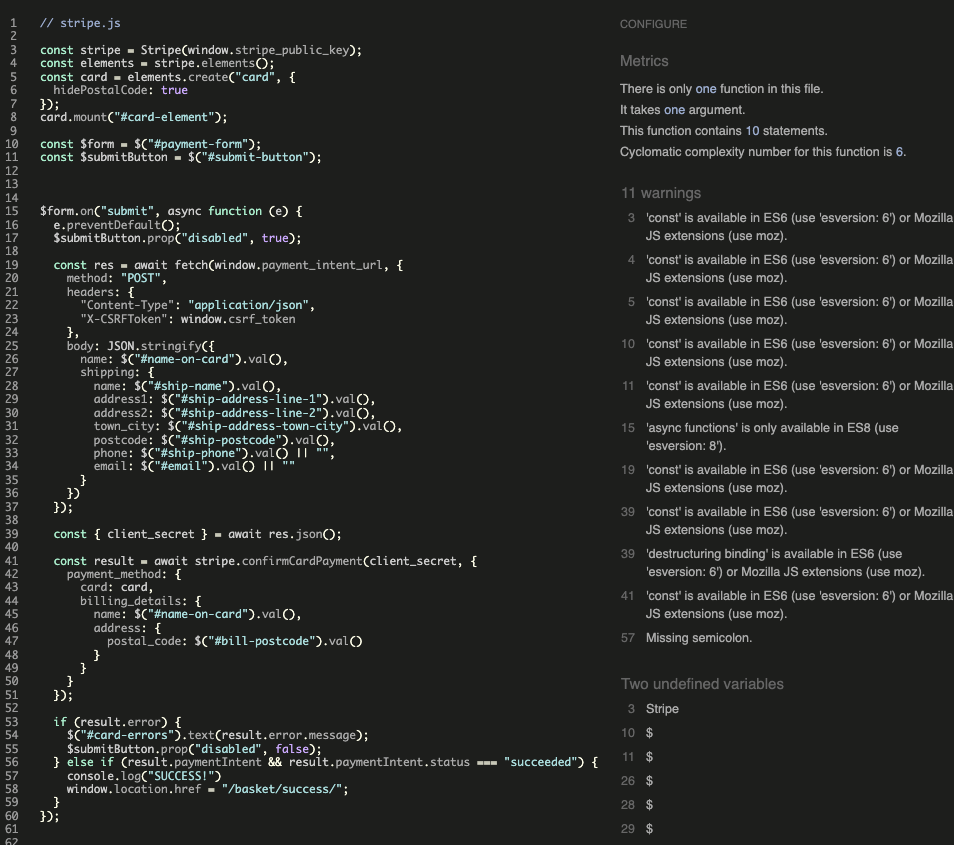 1 // stripe.js
2
3 const stripe = Stripe(window.stripe_public_key);
4 const elements = stripe.elements();
5 const card = elements.create("card", {
6   hidePostalCode: true
7 });
8 card.mount("#card-element");
9
10 const $form = $("#payment-form");
11 const $submitButton = $("#submit-button");
12
13
14
15 $form.on("submit", async function (e) {
16   e.preventDefault();
17   $submitButton.prop("disabled", true);
18
19   const res = await fetch(window.payment_intent_url, {
20     method: "POST",
21     headers: {
22       "Content-Type": "application/json",
23       "X-CSRFToken": window.csrf_token
24     },
25     body: JSON.stringify({
26       name: $("#name-on-card").val(),
27       shipping: {
28         name: $("#ship-name").val(),
29         address1: $("#ship-address-line-1").val(),
30         address2: $("#ship-address-line-2").val(),
31         town_city: $("#ship-address-town-city").val(),
32         postcode: $("#ship-postcode").val(),
33         phone: $("#ship-phone").val() || "",
34         email: $("#email").val() || ""
35       }
36     })
37   });
38
39   const { client_secret } = await res.json();
40
41   const result = await stripe.confirmCardPayment(client_secret, {
42     payment_method: {
43       card: card,
44       billing_details: {
45         name: $("#name-on-card").val(),
46         address: {
47           postal_code: $("#bill-postcode").val()
48         }
49       }
50     }
51   });
52
53   if (result.error) {
54     $("#card-errors").text(result.error.message);
55     $submitButton.prop("disabled", false);
56   } else if (result.paymentIntent && result.paymentIntent.status === "succeeded") {
57     console.log("SUCCESS!")
58     window.location.href = "/basket/success/";
59   }
60 });
61
62
CONFIGURE
Metrics
There is only one function in this file.
It takes one argument.
This function contains 10 statements.
Cyclomatic complexity number for this function is 6.
11 warnings
3 'const' is available in ES6 (use 'esversion: 6') or Mozilla
JS extensions (use moz).
4 'const' is available in ES6 (use 'esversion: 6') or Mozilla
JS extensions (use moz).
5 'const' is available in ES6 (use 'esversion: 6') or Mozilla
JS extensions (use moz).
10 'const' is available in ES6 (use 'esversion: 6') or Mozilla
JS extensions (use moz).
11 'const' is available in ES6 (use 'esversion: 6') or Mozilla
JS extensions (use moz).
15 'async functions' is only available in ES8 (use
'esversion: 8').
19 'const' is available in ES6 (use 'esversion: 6') or Mozilla
JS extensions (use moz).
39 'const' is available in ES6 (use 'esversion: 6') or Mozilla
JS extensions (use moz).
39 'destructuring binding' is available in ES6 (use
'esversion: 6') or Mozilla JS extensions (use moz).
41 'const' is available in ES6 (use 'esversion: 6') or Mozilla
JS extensions (use moz).
57 Missing semicolon.
Two undefined variables
3 Stripe
10 $
11 $
26 $
28 $
29 $